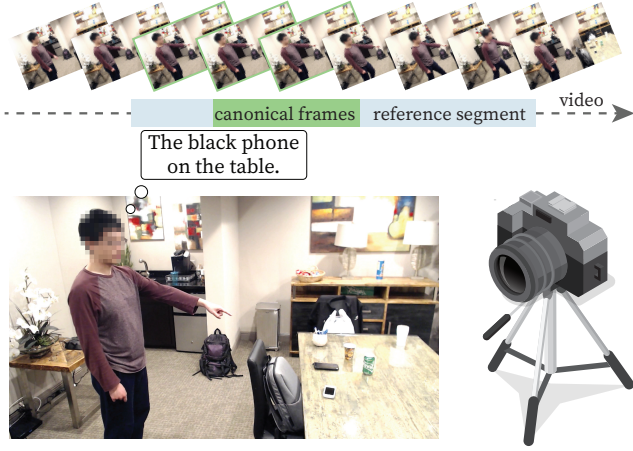 video
canonical frames
reference segment
The black phone
on the table.